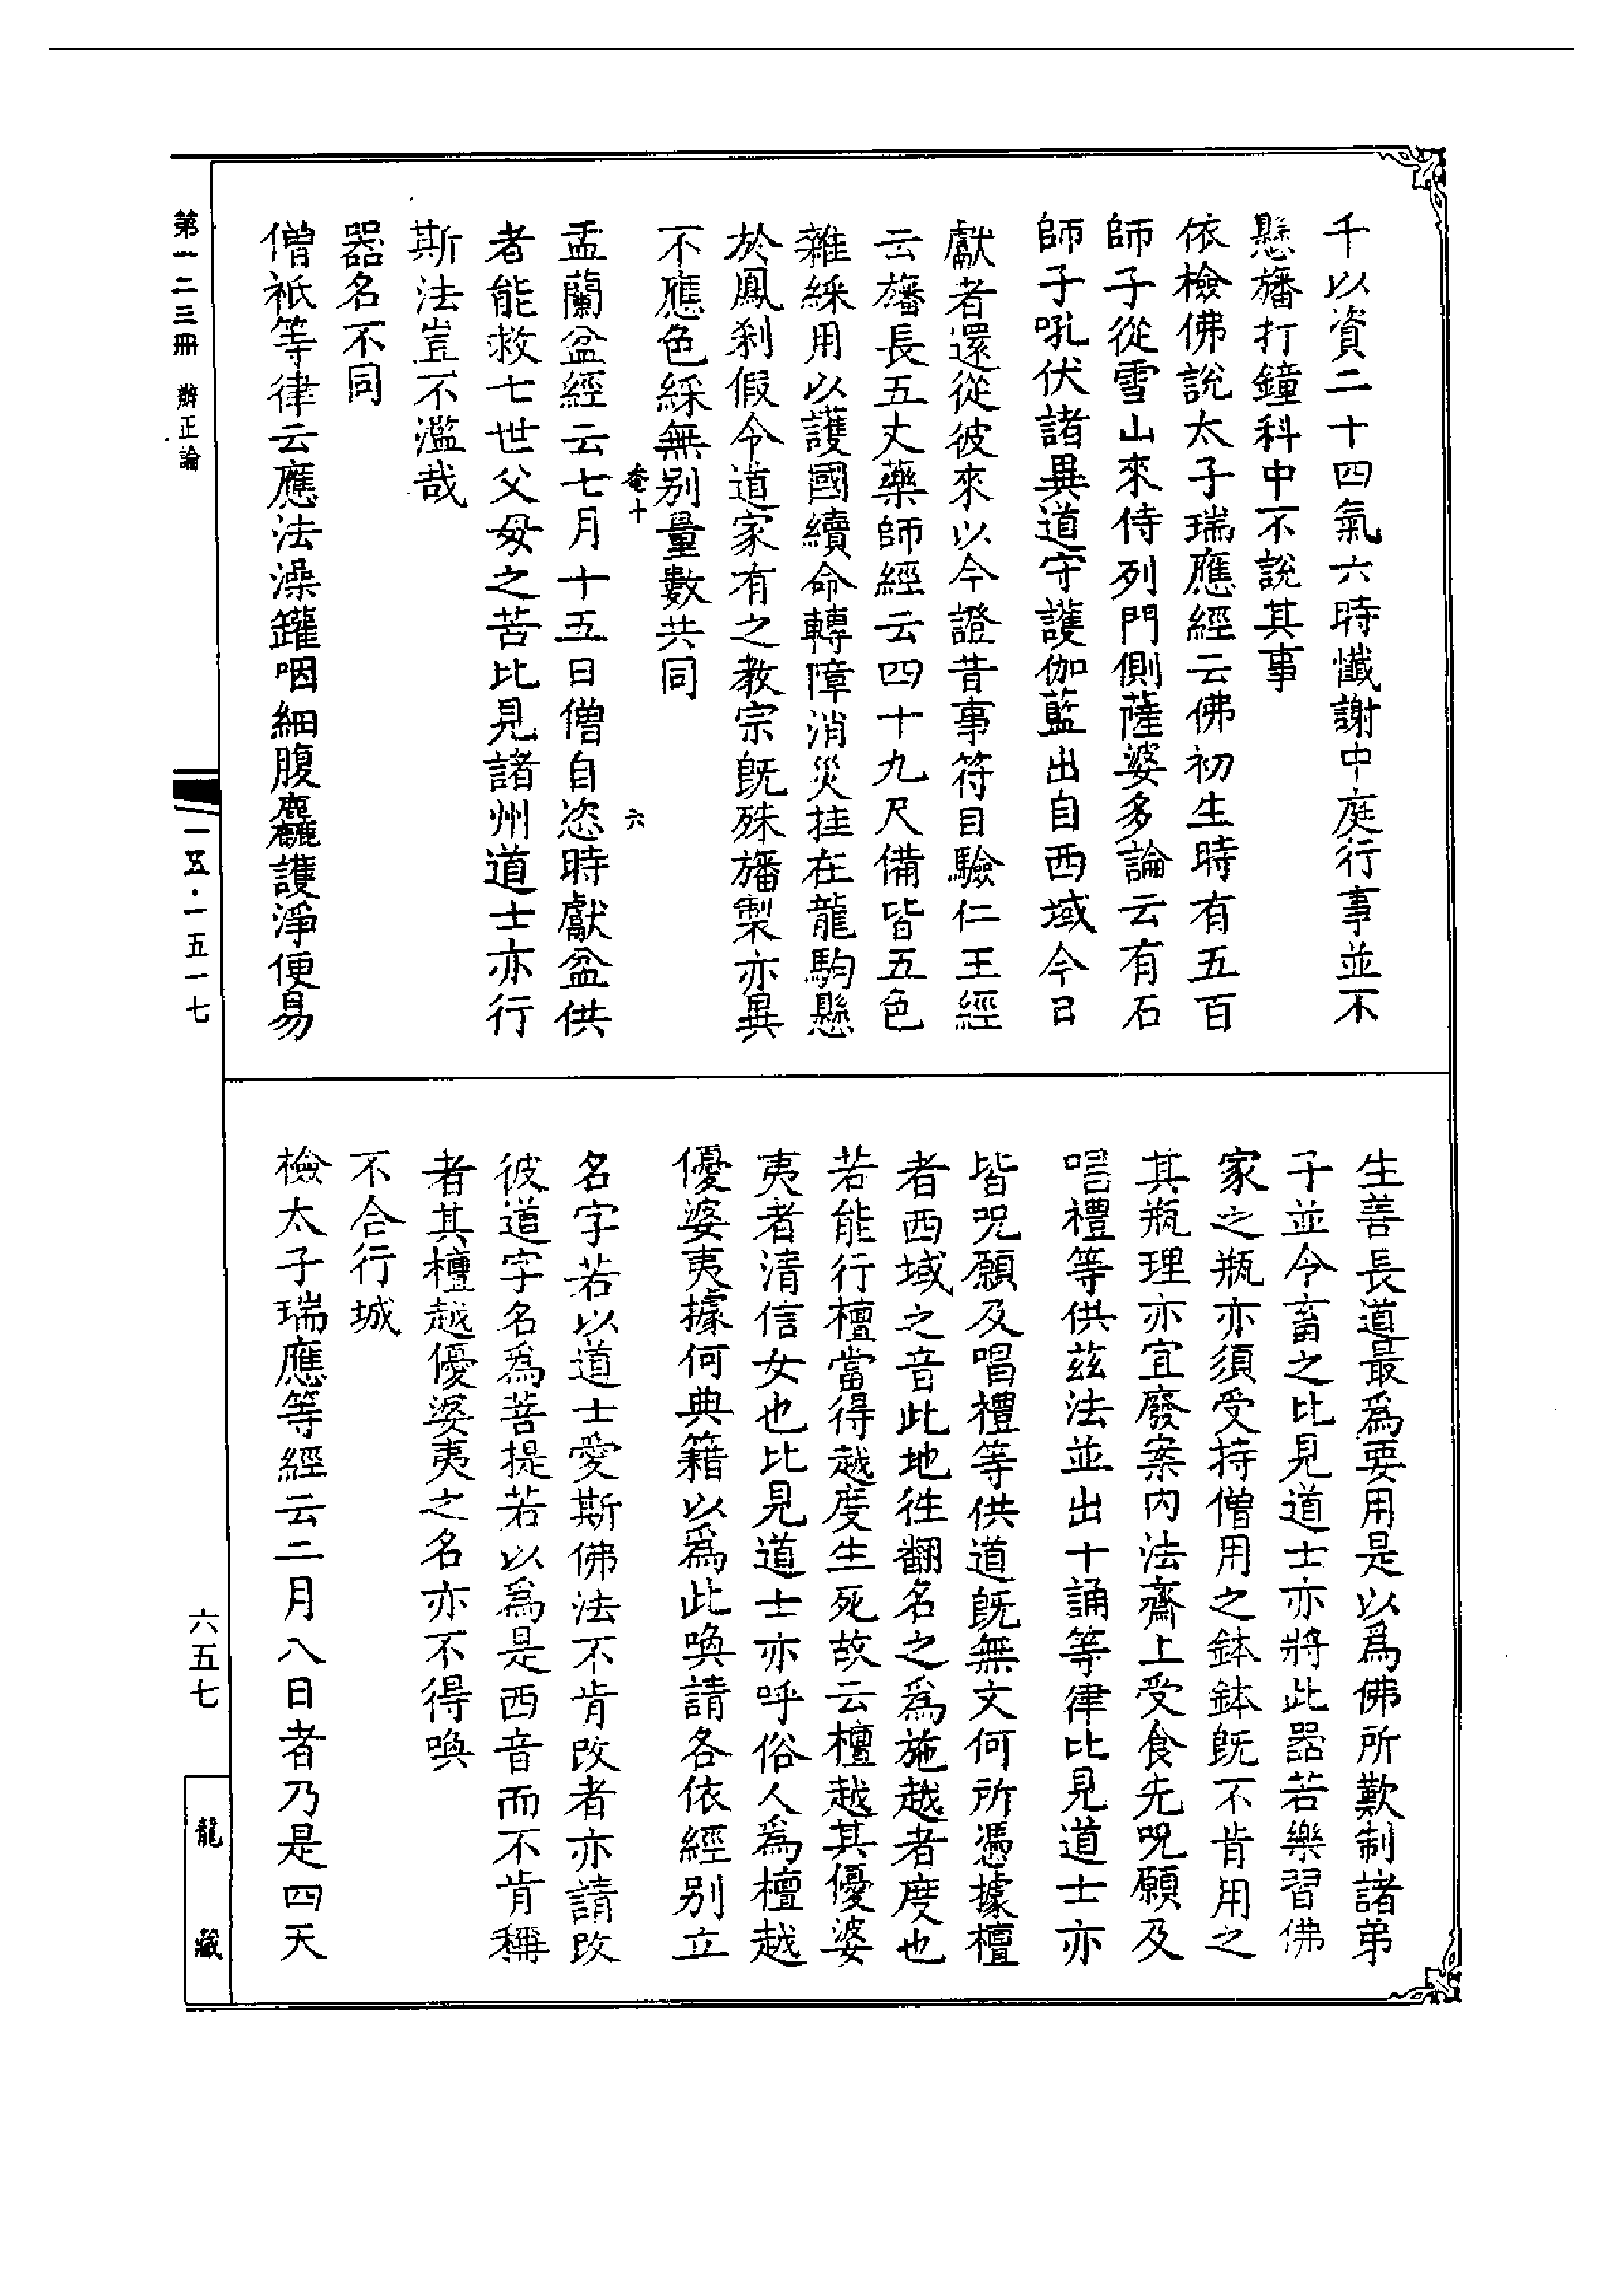 千以資二十四氣六時懺謝中庭行事並不
懸旛打鐘科中不說其事
依檢佛說太子瑞應經云佛初生時有五百
師子從雪山來侍列門側薩婆多論云有石
師子吼伏諸異道守護伽藍出自西域今日
獻者還從彼來以今證昔事符目驗仁王經
云旛長五丈藥師經云四十九尺備皆五色
雜綵用以護國續命轉障消災挂在龍駒懸
於鳳剎假令道家有之教宗既殊旛製亦異
不應色綵無別量數共同
卷十
六
盂蘭盆經云七月十五日僧自恣時獻盆供
者能救七世父母之苦比見諸州道士亦行
斯法豈不濫哉
器名不同
僧祇等律云應法澡鑵咽細腹麤護淨便易
生善長道最爲要用是以爲佛所歎制諸弟
子並令畜之比見道士亦將此器若樂習佛
家之瓶亦須受持僧用之鉢鉢既不肯用之
其瓶理亦宜廢案內法齋上受食先呪願及
唱禮等供茲法並出十誦等律比見道士亦
皆呪願及唱禮等供道既無文何所憑據檀
者西域之音此地往翻名之爲施越者度也
若能行檀當得越度生死故云檀越其優婆
夷者清信女也比見道士亦呼俗人爲檀越
優婆夷據何典籍以爲此喚請各依經別立
名字若以道士愛斯佛法不肯改者亦請改
彼道字名爲菩提若以爲是西音而不肯稱
者其檀越優婆夷之名亦不得喚
不合行城
檢太子瑞應等經云二月八日者乃是四天
第一二三冊 辯正論
一五·一五一七
六五七
龍藏